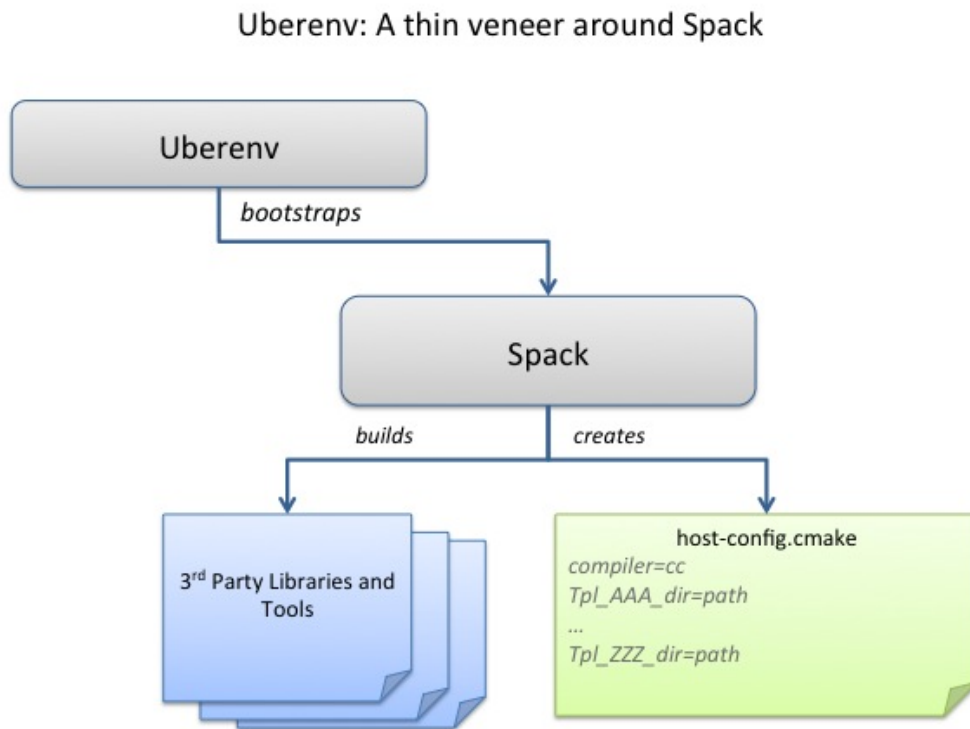 Uberenv: A thin veneer around Spack
Uberenv
bootstraps
Spack
builds
creates
3rd Party Libraries and
Tools
host-config.cmake
compiler=cc
Tpl_AAA_dir=path
...
Tpl_ZZZ_dir=path